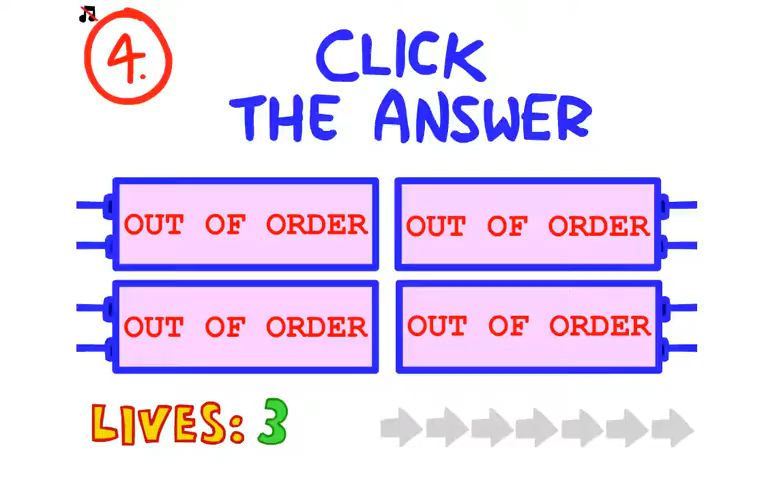 4.
CLICK
THE ANSWER
OUT OF ORDER
OUT OF ORDER
OUT OF ORDER
OUT OF ORDER
LIVES: 3